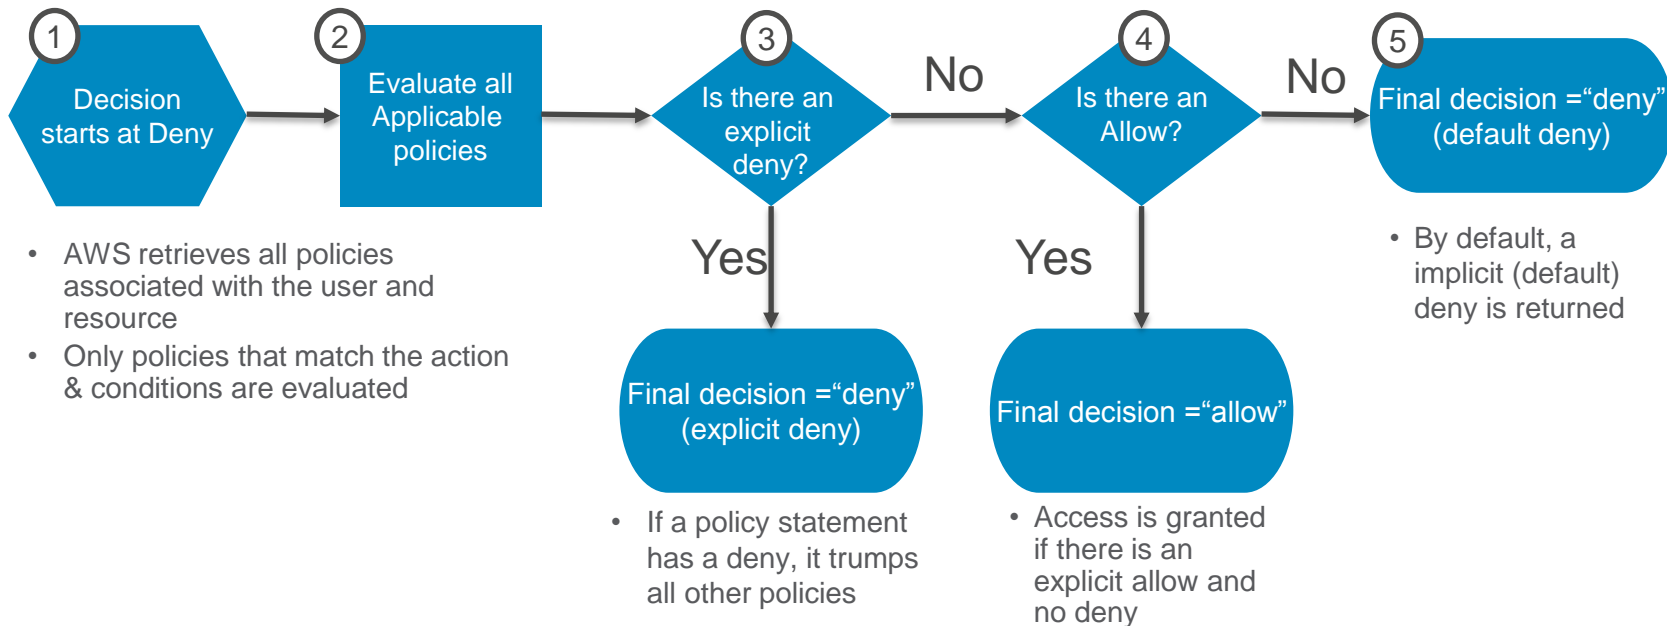 1
Decision
starts at Deny
2
Evaluate all
Applicable
policies
3
Is there an
explicit
deny?
No
4
Is there an
Allow?
No
5
Final decision =“deny”
(default deny)
• AWS retrieves all policies
associated with the user and
resource
• Only policies that match the action
& conditions are evaluated
Yes
Final decision =“deny”
(explicit deny)
• If a policy statement
has a deny, it trumps
all other policies
Yes
Final decision =“allow”
• Access is granted
if there is an
explicit allow and
no deny
• By default, a
implicit (default)
deny is returned